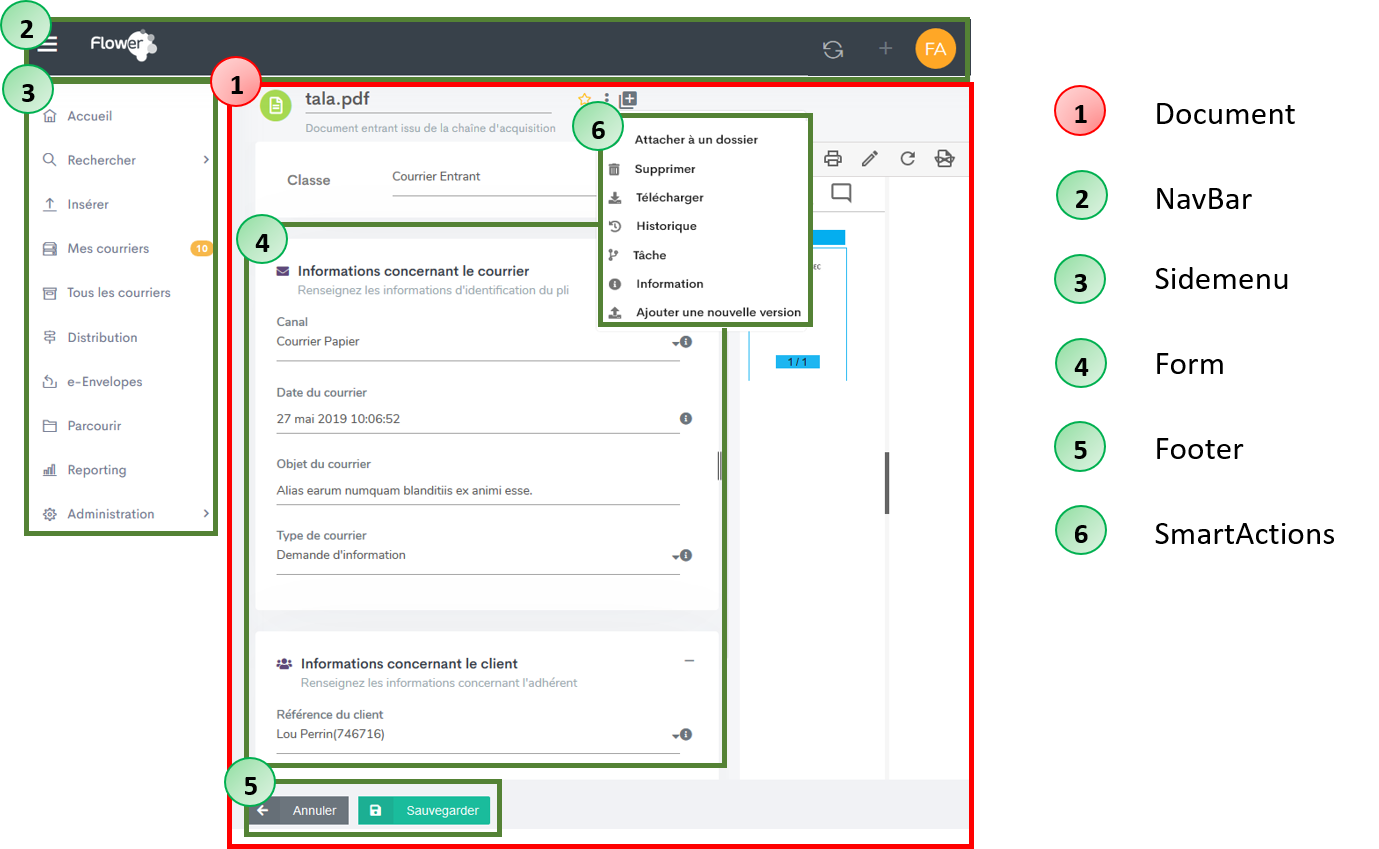 2
Flower
FA
3
Accueil
Rechercher
Insérer
Mes courriers 10
Tous les courriers
Distribution
e-Envelopes
Parcourir
Reporting
Administration
1
tala.pdf
Document entrant issu de la chaîne d'acquisition
Classe
Courrier Entrant
6
Attacher à un dossier
Supprimer
Télécharger
Historique
Tâche
Information
Ajouter une nouvelle version
4
Informations concernant le courrier
Renseignez les informations d'identification du pli
Canal
Courrier Papier
Date du courrier
27 mai 2019 10:06:52
Objet du courrier
Alias earum numquam blanditiis ex animi esse.
Type de courrier
Demande d'information
Informations concernant le client
Renseignez les informations concernant l'adhérent
Référence du client
Lou Perrin(746716)
1 / 1
5
Annuler
Sauvegarder
1 Document
2 NavBar
3 Sidemenu
4 Form
5 Footer
6 SmartActions